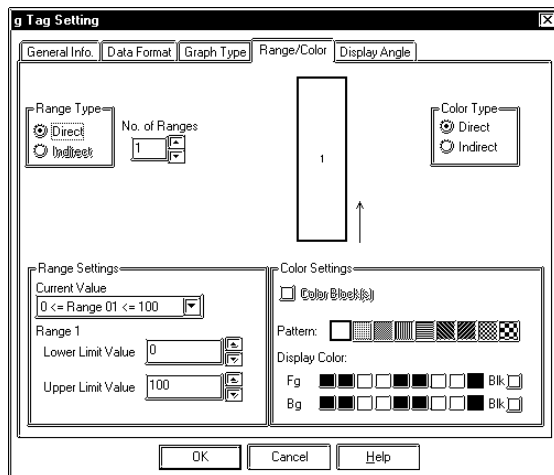 g Tag Setting
General Info. Data Format Graph Type Range/Color Display Angle
Range Type
Direct
Indirect
No. of Ranges
1
1
Color Type
Direct
Indirect
Range Settings
Current Value
0 <= Range 01 <= 100
Range 1
Lower Limit Value 0
Upper Limit Value 100
Color Settings
Color Block(s)
Pattern:
Display Color:
Fg Blk
Bg Blk
OK Cancel Help